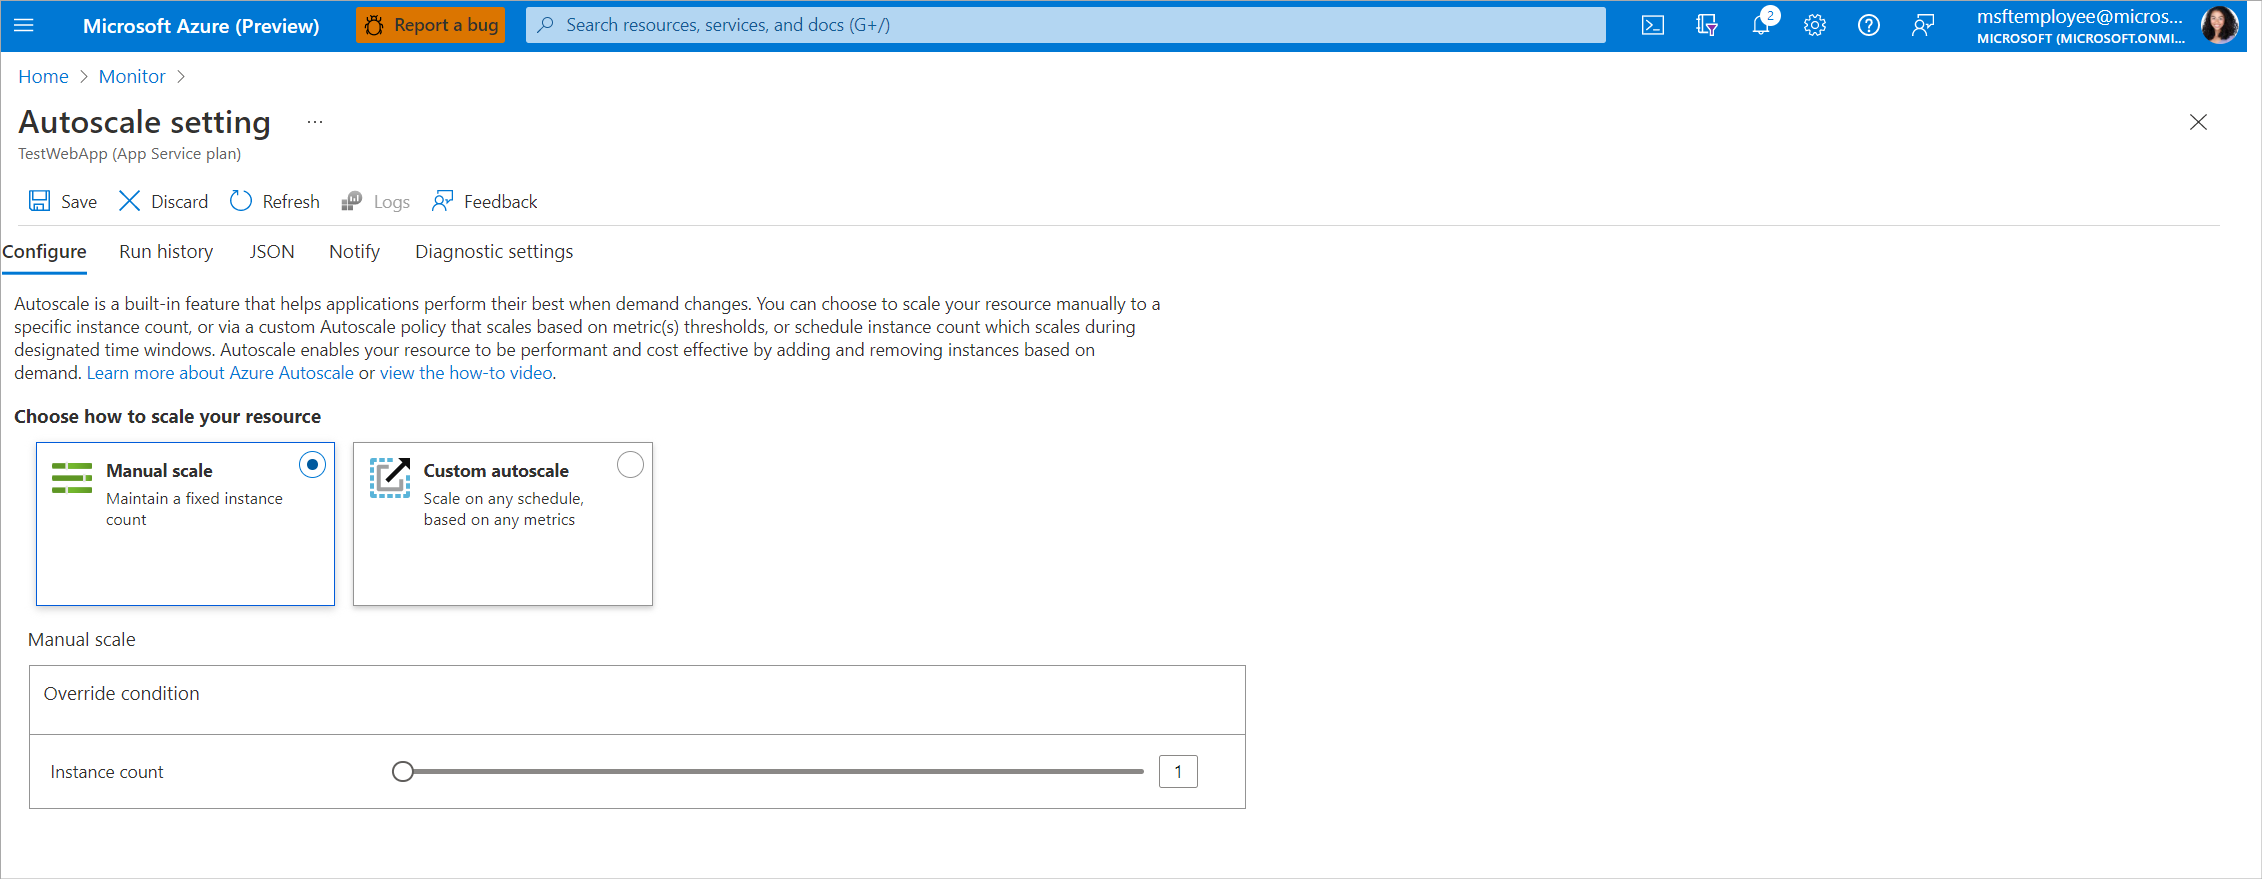 Microsoft Azure (Preview)
Report a bug
Search resources, services, and docs (G+/)
2
msftemployee@micros...
MICROSOFT (MICROSOFT.ONMI...
Home > Monitor >
Autoscale setting ...
TestWebApp (App Service plan)
Save Discard Refresh Logs Feedback
Configure Run history JSON Notify Diagnostic settings
Autoscale is a built-in feature that helps applications perform their best when demand changes. You can choose to scale your resource manually to a
specific instance count, or via a custom Autoscale policy that scales based on metric(s) thresholds, or schedule instance count which scales during
designated time windows. Autoscale enables your resource to be performant and cost effective by adding and removing instances based on
demand. Learn more about Azure Autoscale or view the how-to video.
Choose how to scale your resource
Manual scale
Maintain a fixed instance
count
Custom autoscale
Scale on any schedule,
based on any metrics
Manual scale
Override condition
Instance count
1